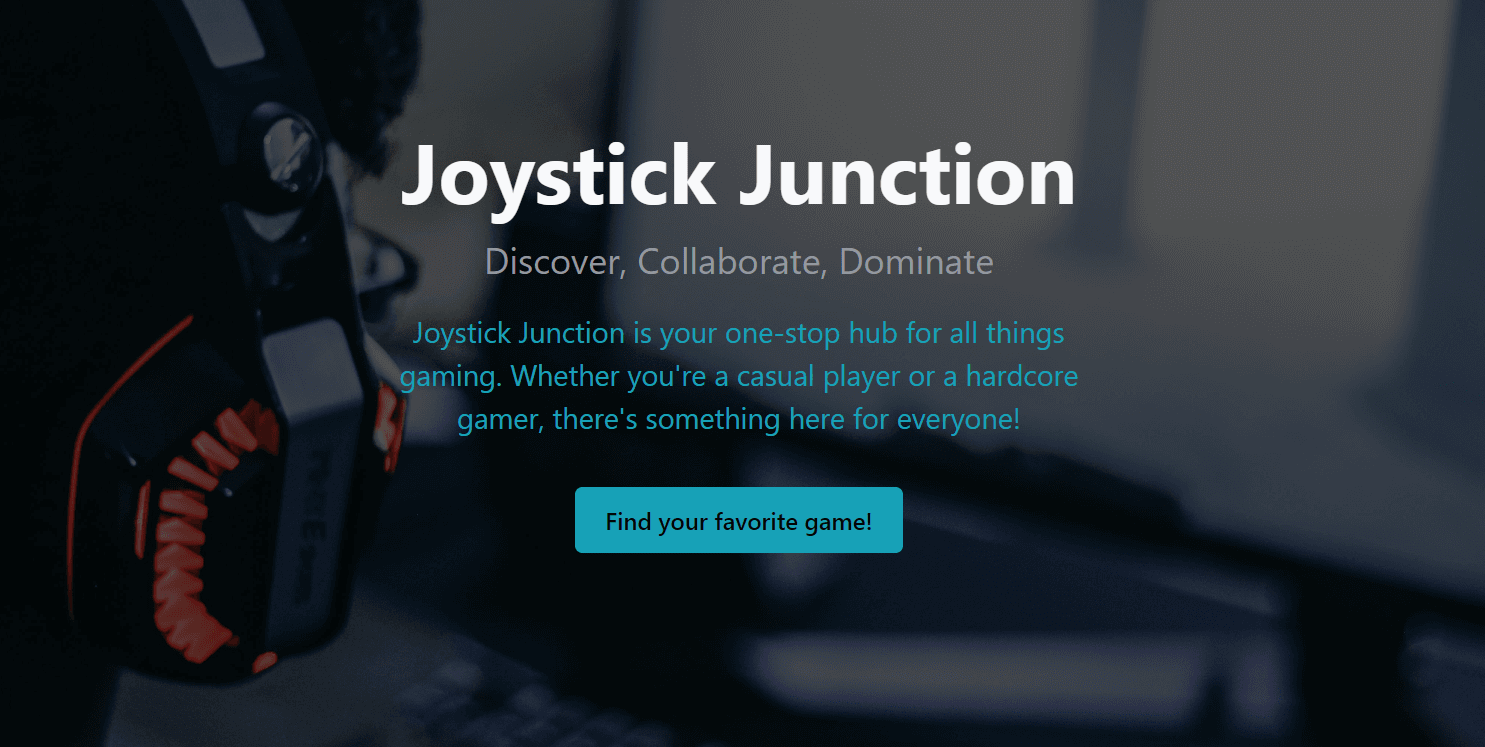 Joystick Junction
Discover, Collaborate, Dominate
Joystick Junction is your one-stop hub for all things
gaming. Whether you're a casual player or a hardcore
gamer, there's something here for everyone!
Find your favorite game!